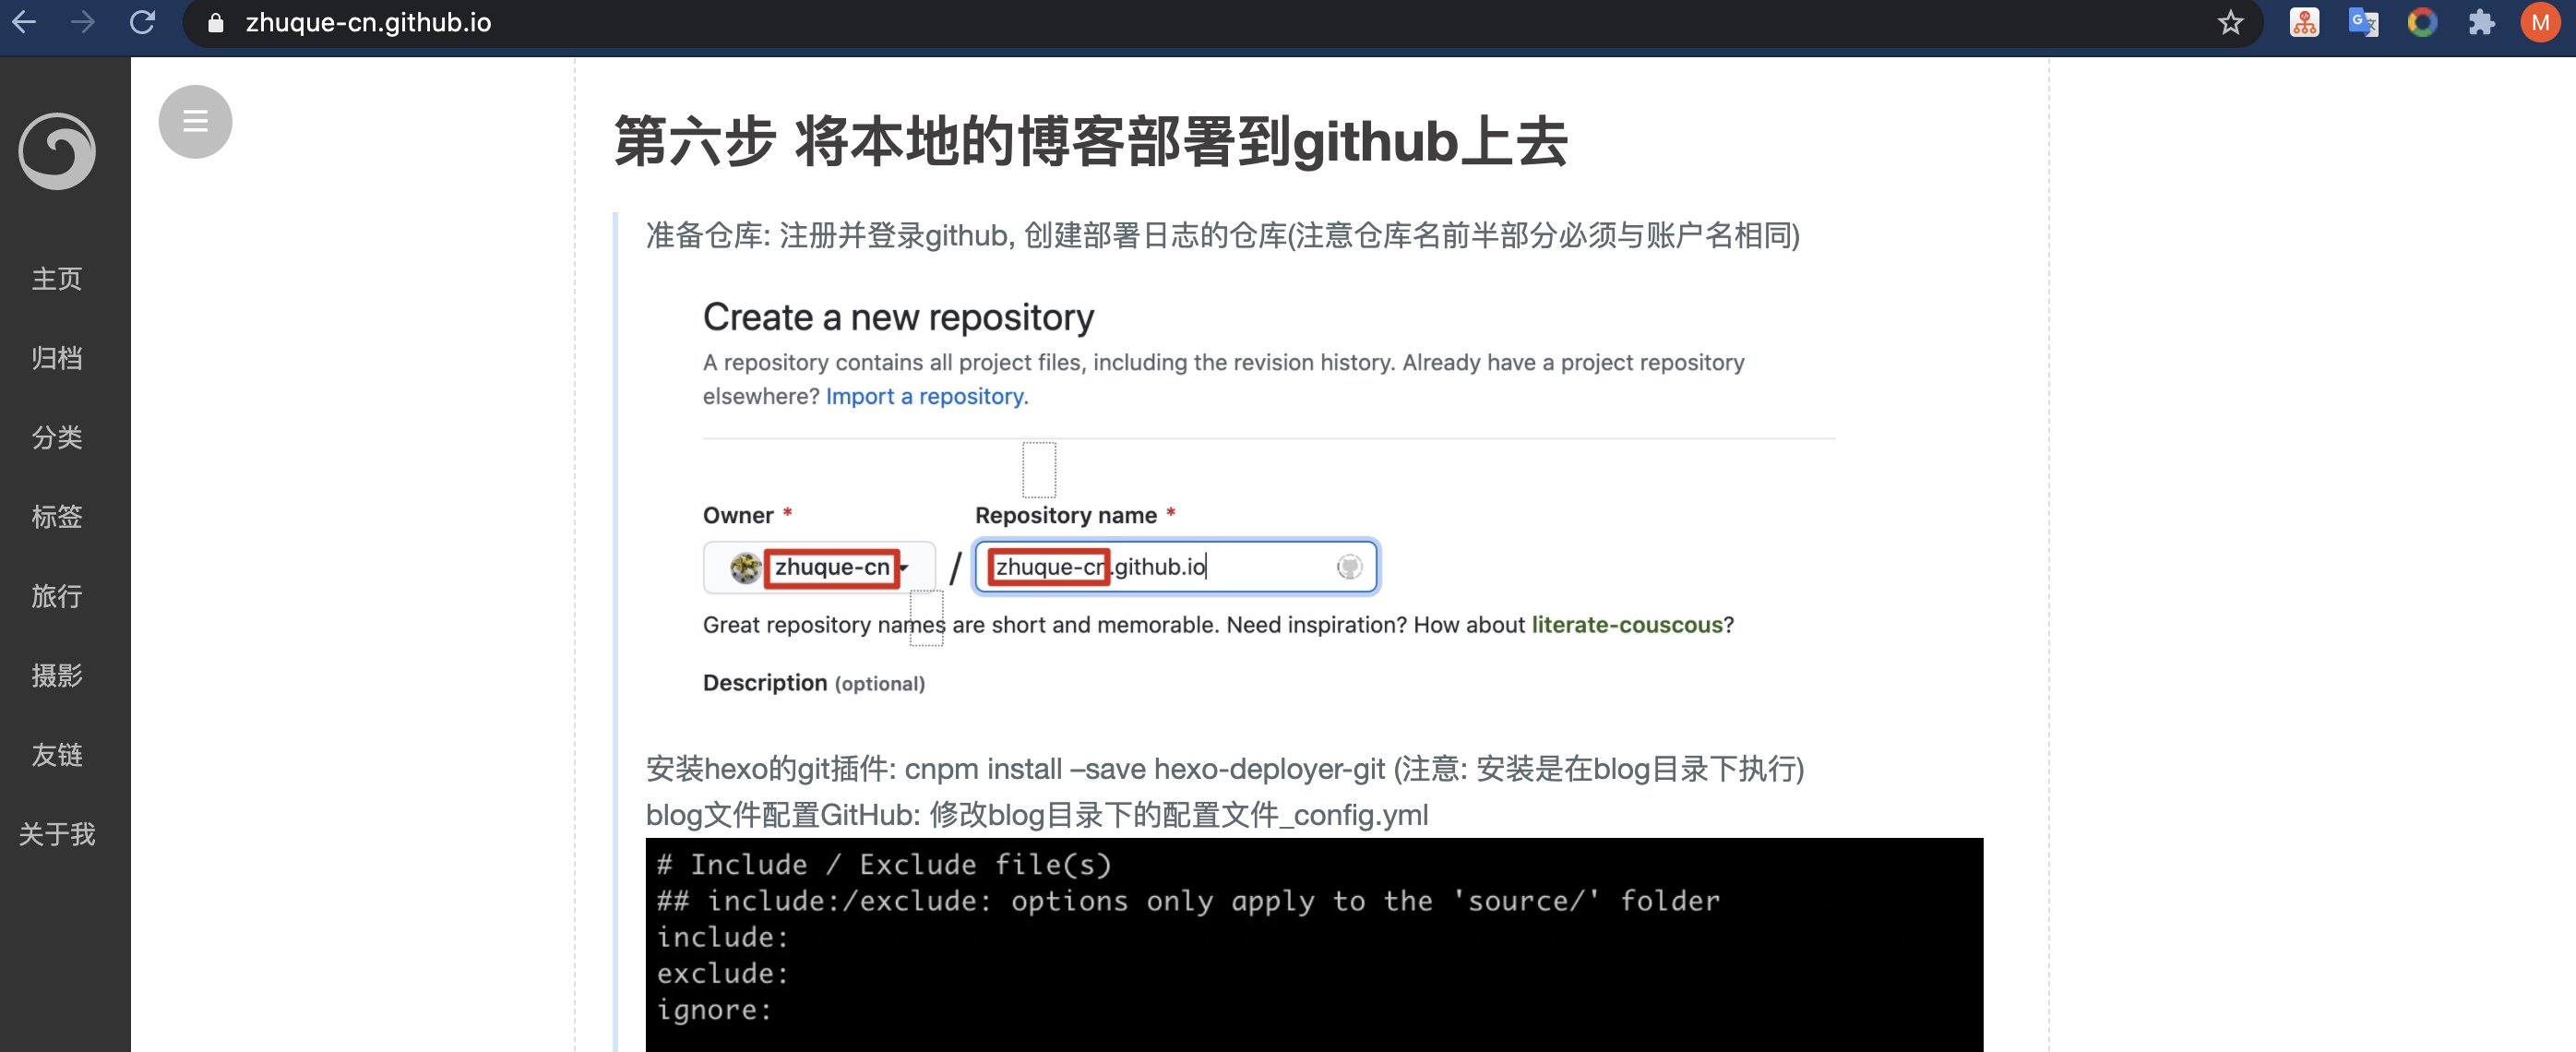 zhuque-cn.github.io
M
主页
归档
分类
标签
旅行
摄影
友链
关于我
第六步 将本地的博客部署到github上去
准备仓库: 注册并登录github, 创建部署日志的仓库(注意仓库名前半部分必须与账户名相同)
Create a new repository
A repository contains all project files, including the revision history. Already have a project repository
elsewhere? Import a repository.
Owner * Repository name *
zhuque-cn / zhuque-cn.github.io
Great repository names are short and memorable. Need inspiration? How about literate-couscous?
Description (optional)
安装hexo的git插件: cnpm install –save hexo-deployer-git (注意: 安装是在blog目录下执行)
blog文件配置GitHub: 修改blog目录下的配置文件_config.yml
# Include / Exclude file(s)
## include:/exclude: options only apply to the 'source/' folder
include:
exclude:
ignore: